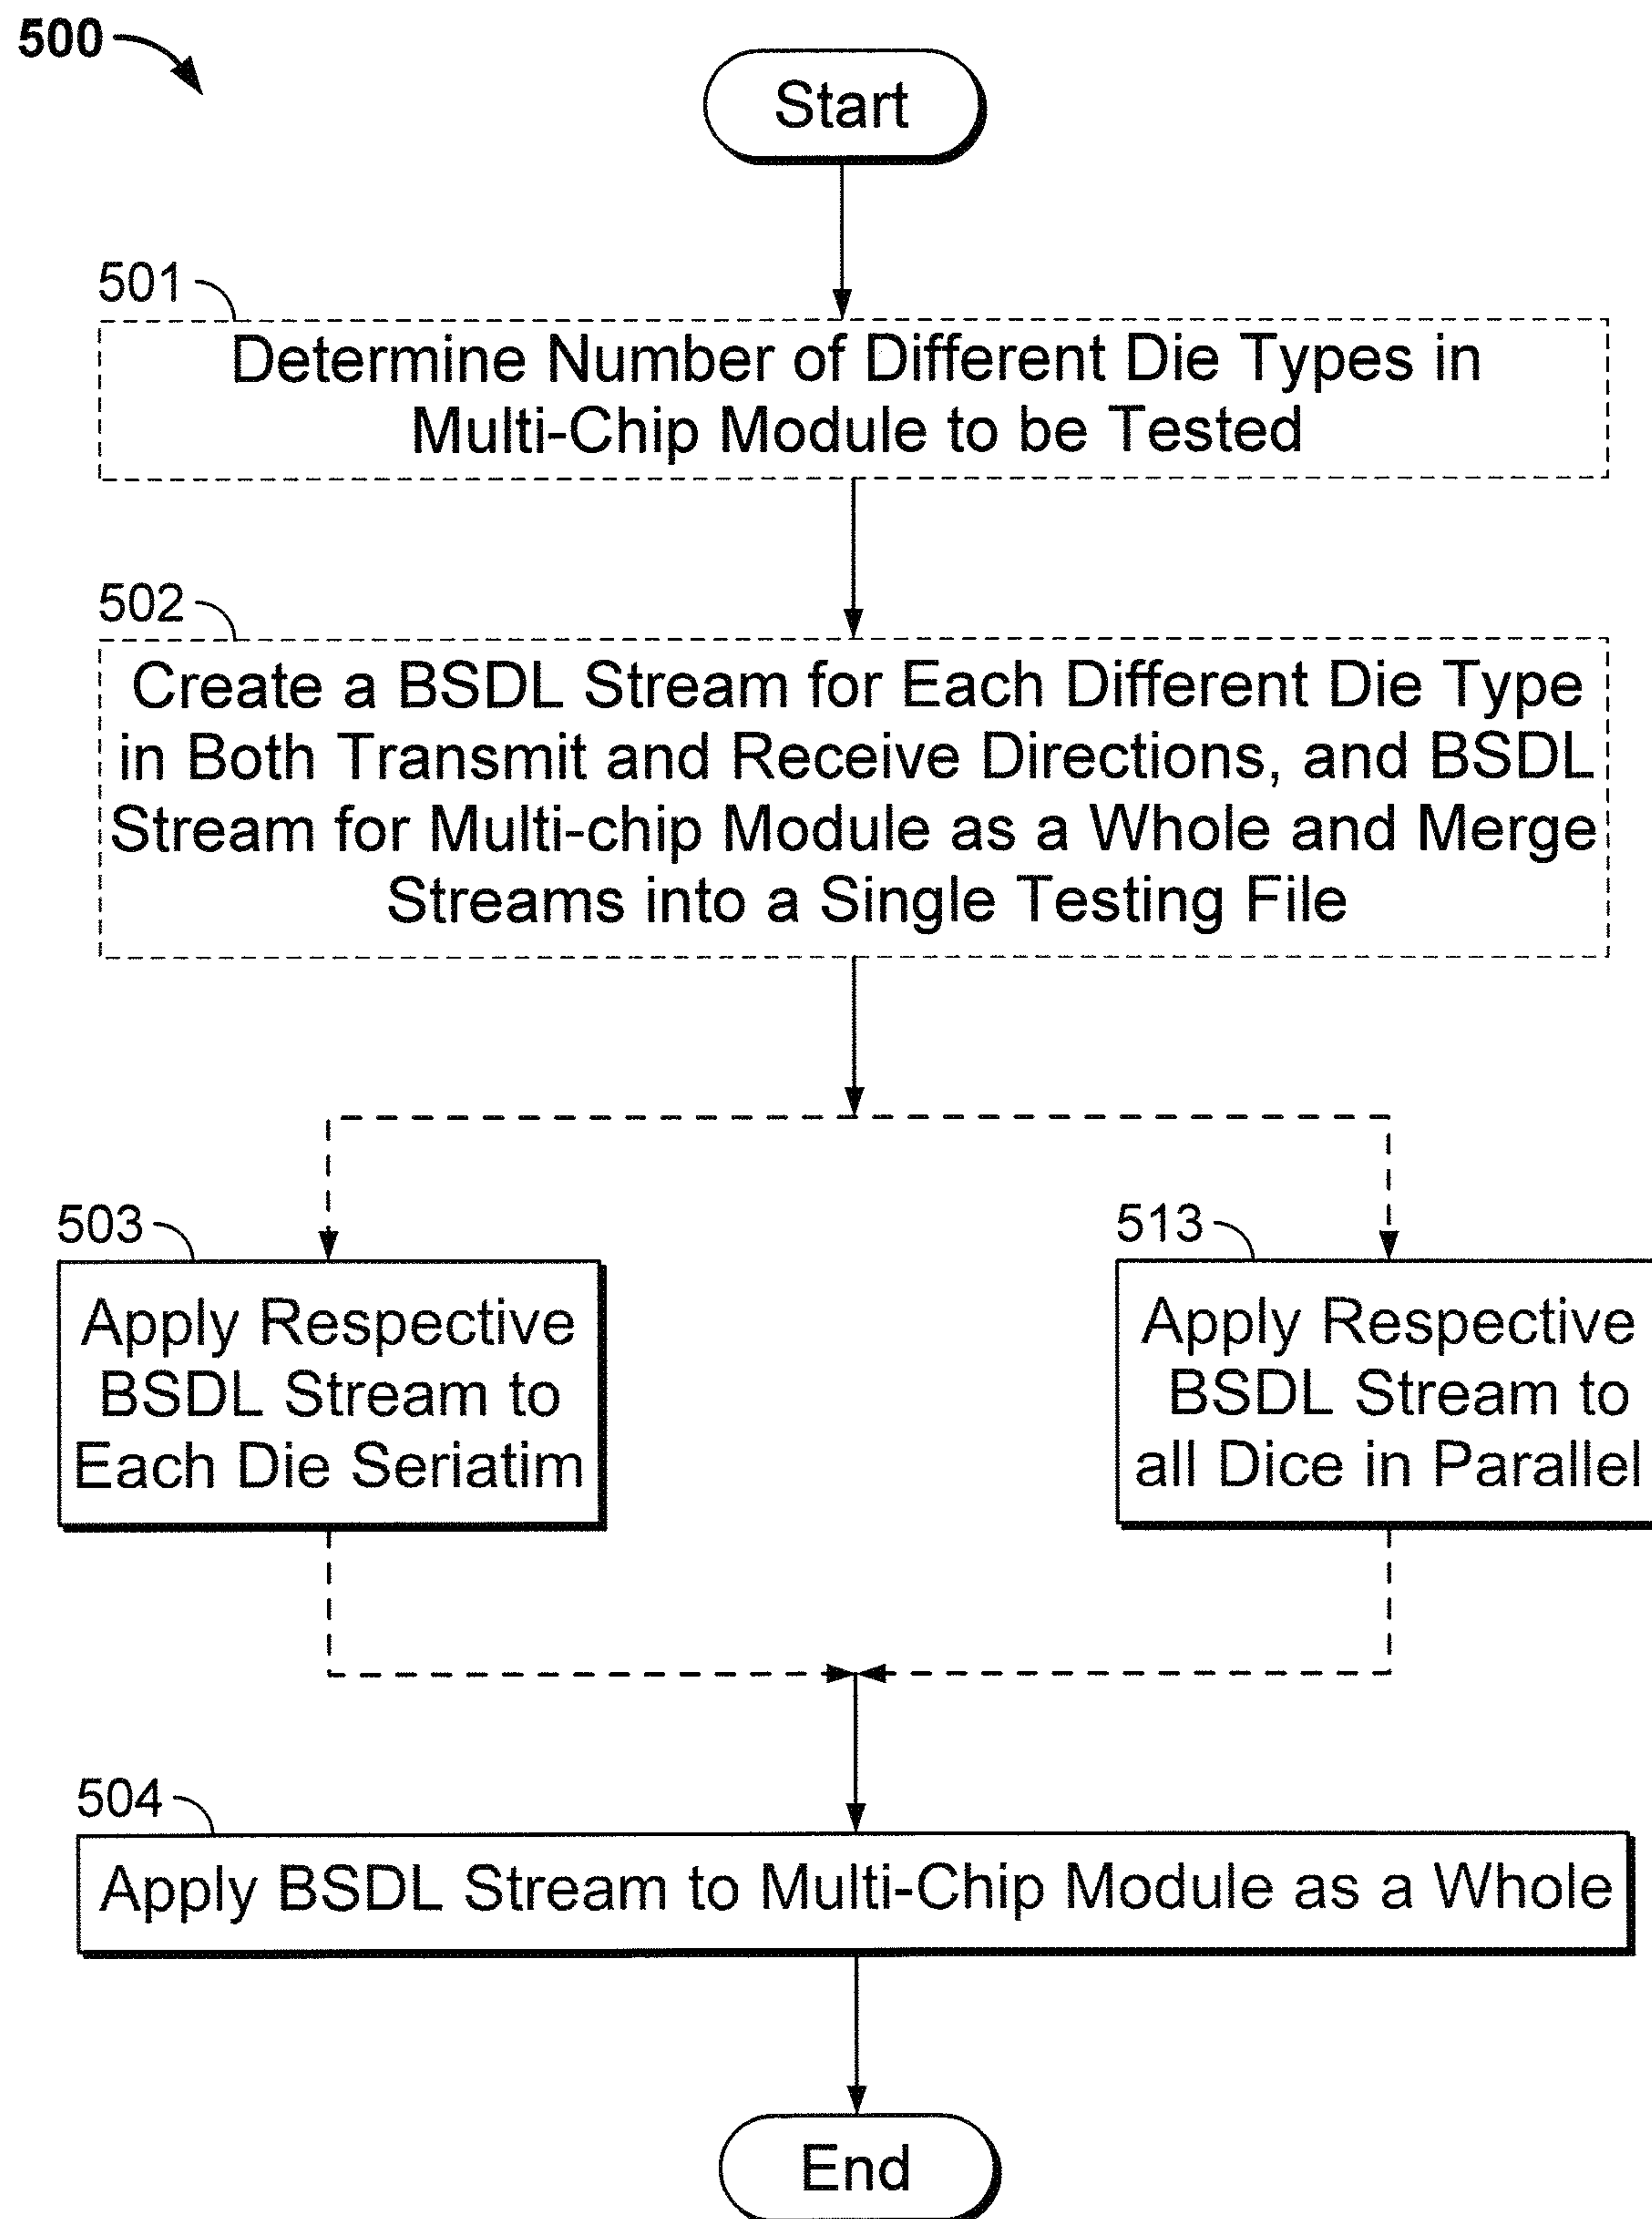 500
Start
501
Determine Number of Different Die Types in
Multi-Chip Module to be Tested
502
Create a BSDL Stream for Each Different Die Type
in Both Transmit and Receive Directions, and BSDL
Stream for Multi-chip Module as a Whole and Merge
Streams into a Single Testing File
503
Apply Respective
BSDL Stream to
Each Die Seriatim
513
Apply Respective
BSDL Stream to
all Dice in Parallel
504
Apply BSDL Stream to Multi-Chip Module as a Whole
End